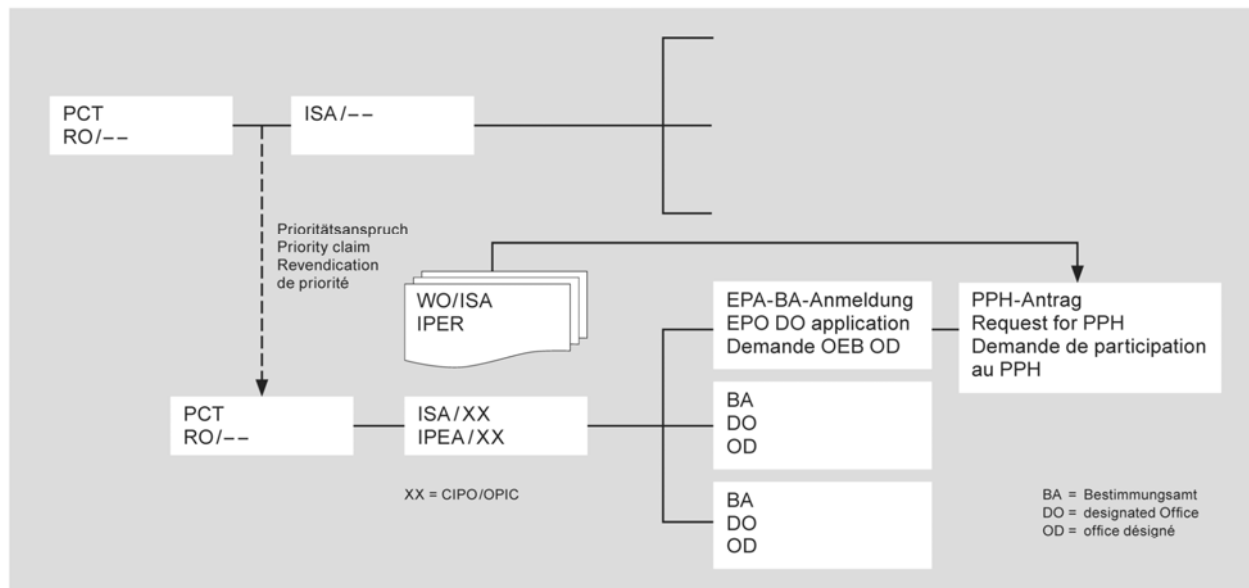 PCT
RO/--
ISA/--
Prioritätsanspruch
Priority claim
Revendication
de priorité
WO/ISA
IPER
EPA-BA-Anmeldung
EPO DO application
Demande OEB OD
PPH-Antrag
Request for PPH
Demande de participation
au PPH
PCT
RO/--
ISA/XX
IPEA/XX
BA
DO
OD
XX = CIPO/OPIC
BA
DO
OD
BA = Bestimmungsamt
DO = designated Office
OD = office désigné